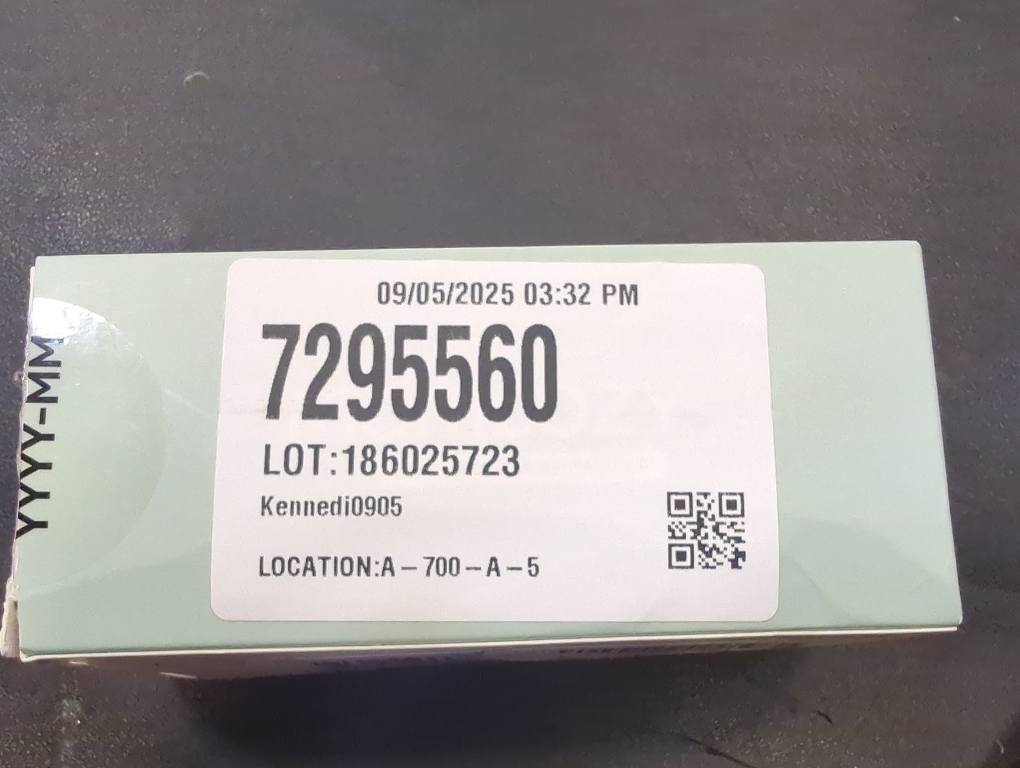 09/05/2025 03:32 PM
7295560
LOT:186025723
Kennedi0905
LOCATION:A – 700 – A – 5
YYYY-MM